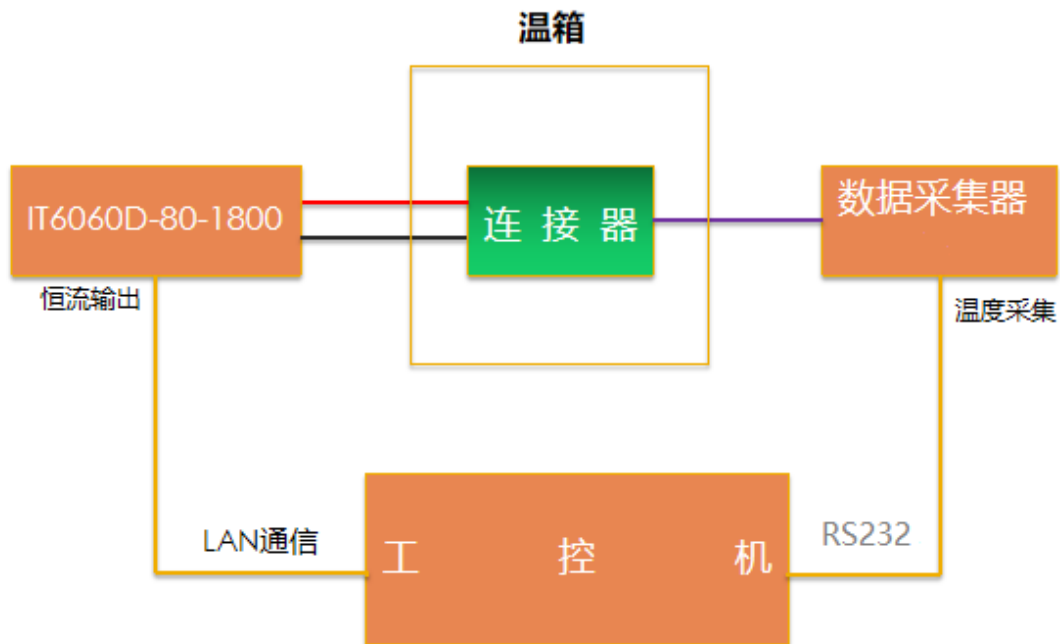 温箱
IT6060D-80-1800
连接器
数据采集器
恒流输出
温度采集
LAN通信
工控机
RS232